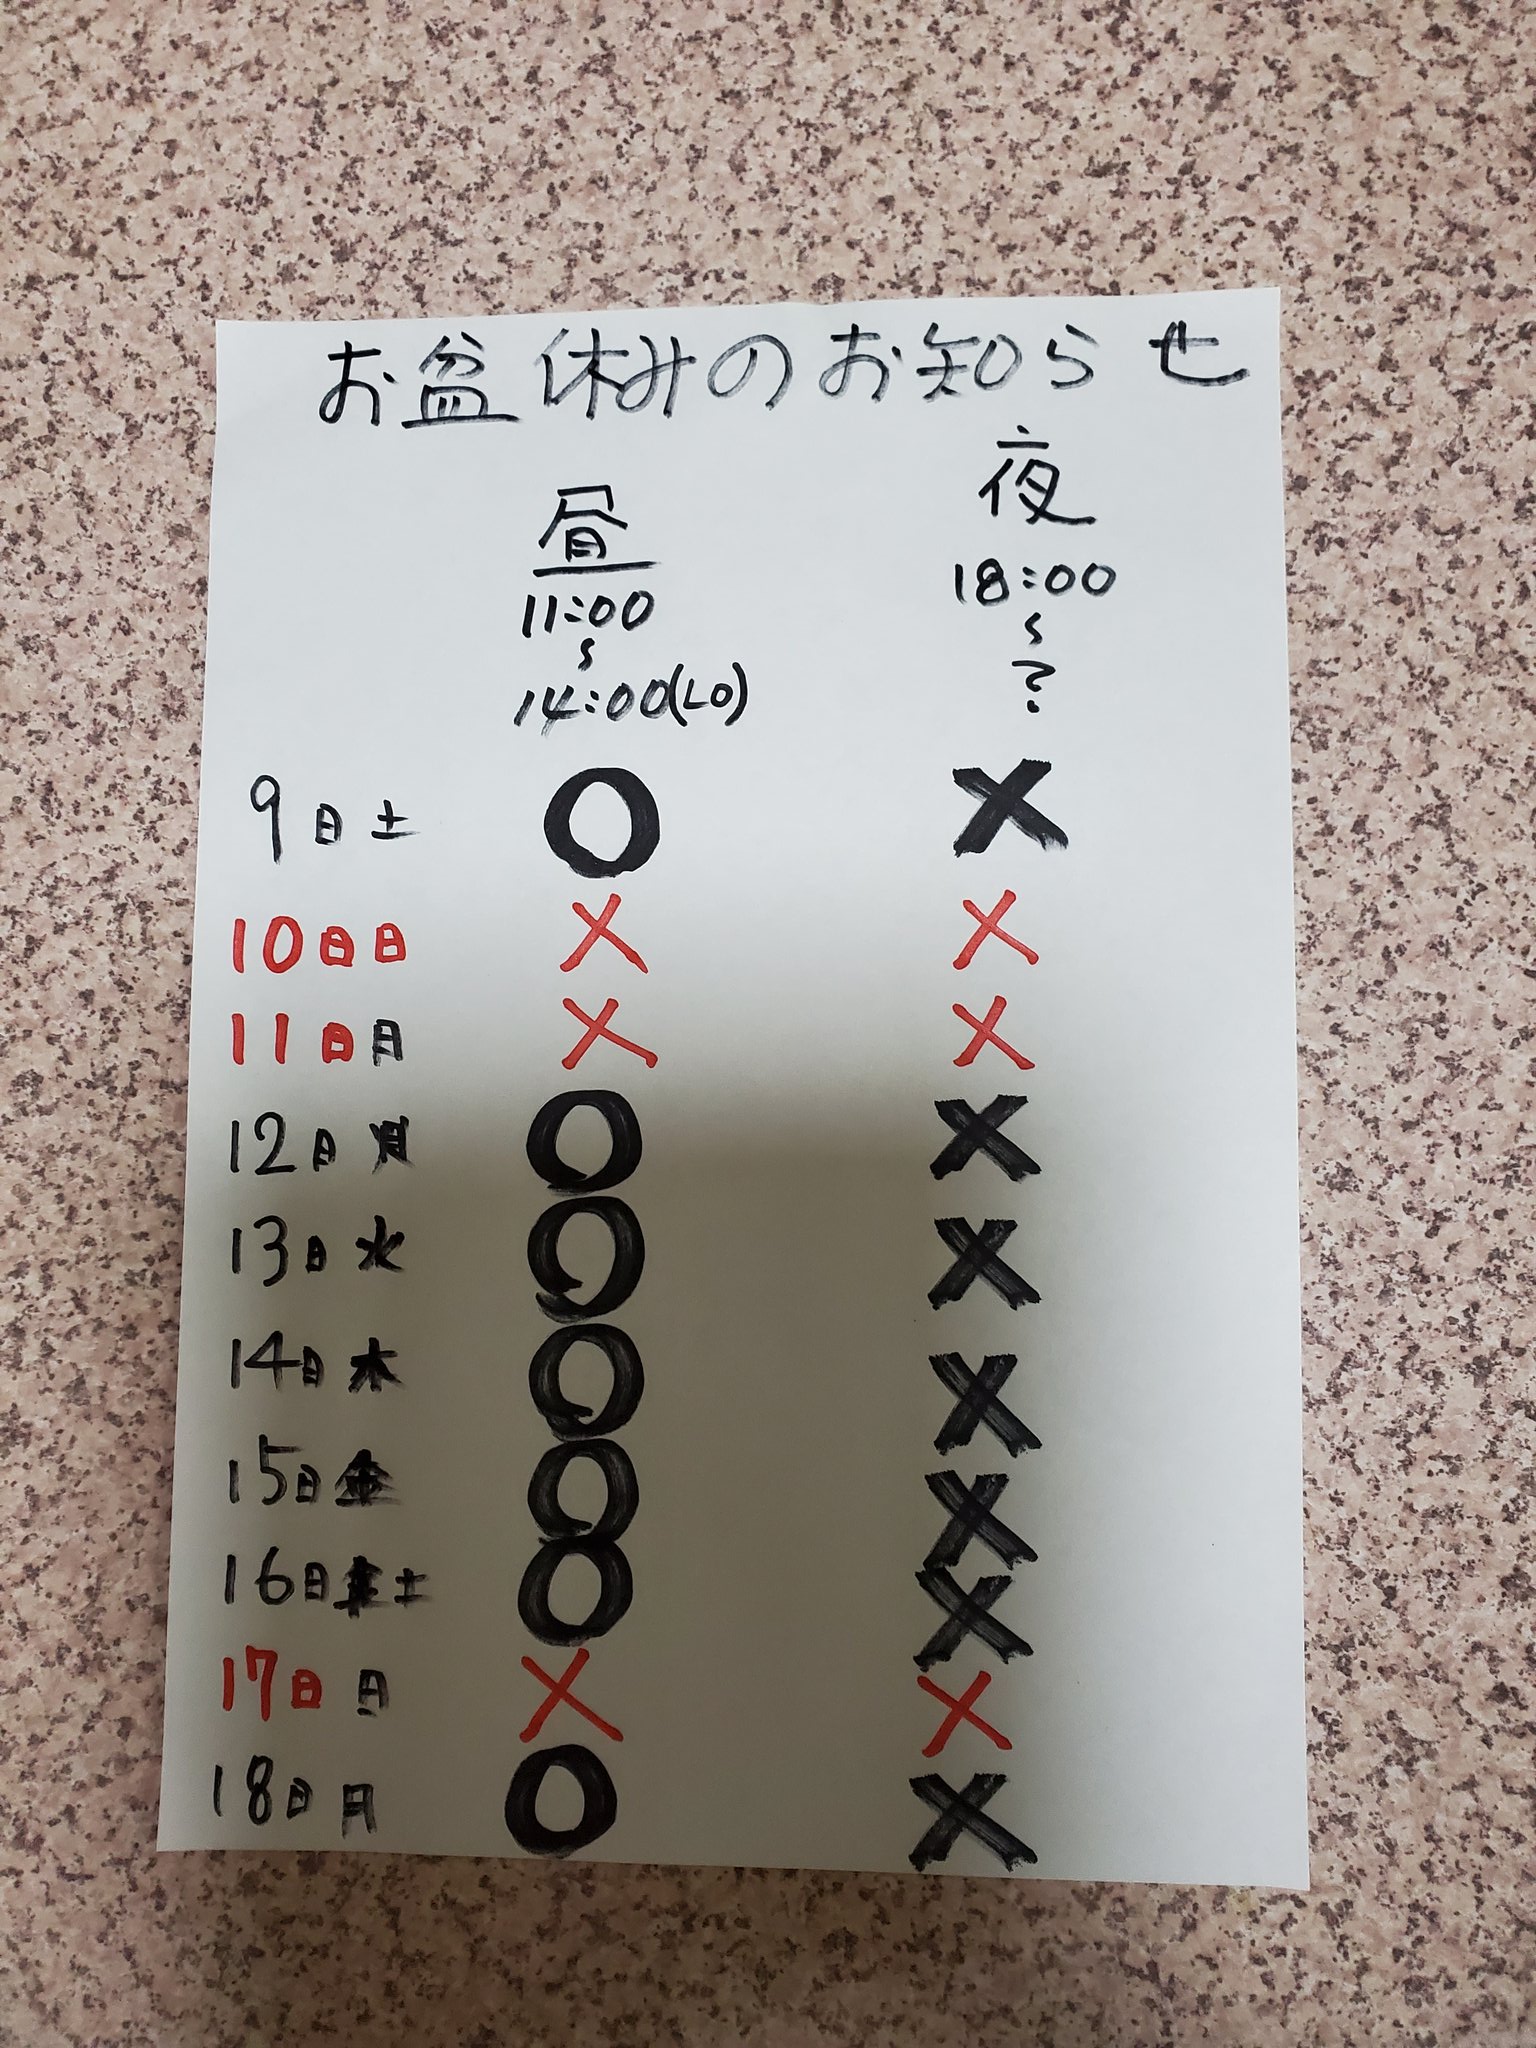 お盆休みのお知らせ
昼 夜
11:00 18:00
〜 〜
14:00(LO) ?
9日土 ○ ×
10日日 × ×
11日月 × ×
12日 ○ ×
13日水 ○ ×
14日木 ○ ×
15日金 ○ ×
16日土 ○ ×
17日日 × ×
18日月 ○ ×